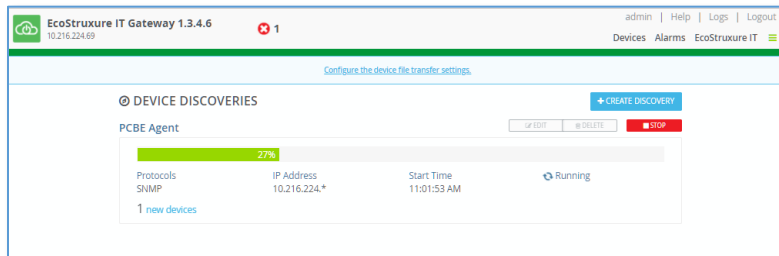 EcoStruxure IT Gateway 1.3.4.6
10.216.224.69
1
admin | Help | Logs | Logout
Devices Alarms EcoStruxure IT
Configure the device file transfer settings.
DEVICE DISCOVERIES
+ CREATE DISCOVERY
PCBE Agent
EDIT DELETE STOP
27%
Protocols IP Address Start Time Running
SNMP 10.216.224.* 11:01:53 AM
1 new devices